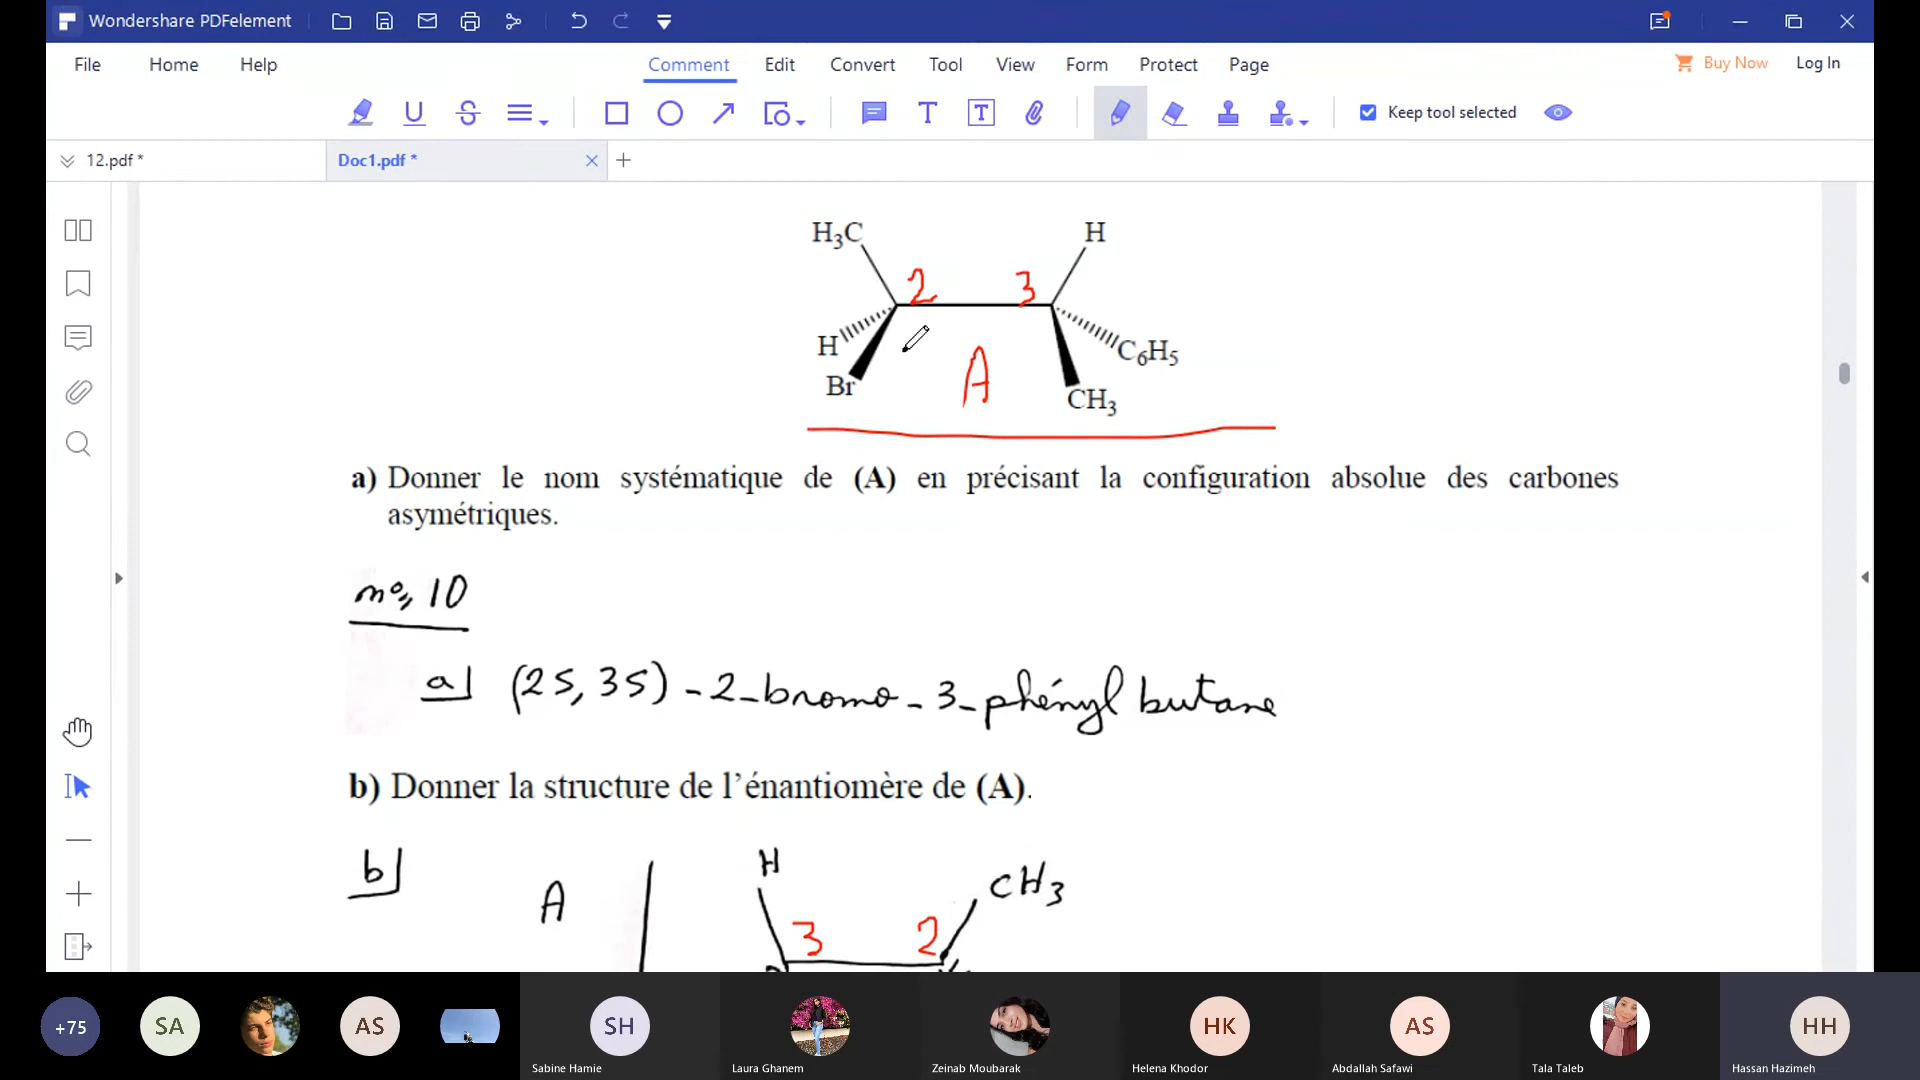 Wondershare PDFelement
File Home Help Comment Edit Convert Tool View Form Protect Page Buy Now Log In
Keep tool selected
12.pdf * Doc1.pdf *
H3C H
2 3
H C6H5
A
Br CH3
a) Donner le nom systématique de (A) en précisant la configuration absolue des carbones
asymétriques.
no, 10
a] (2S, 3S) - 2-bromo - 3-phényl butane
b) Donner la structure de l'énantiomère de (A).
b] A H CH3
3 2
+75 SA AS SH HK AS HH
Sabine Hamie Laura Ghanem Zeinab Moubarak Helena Khodor Abdallah Safawi Tala Taleb Hassan Hazimeh